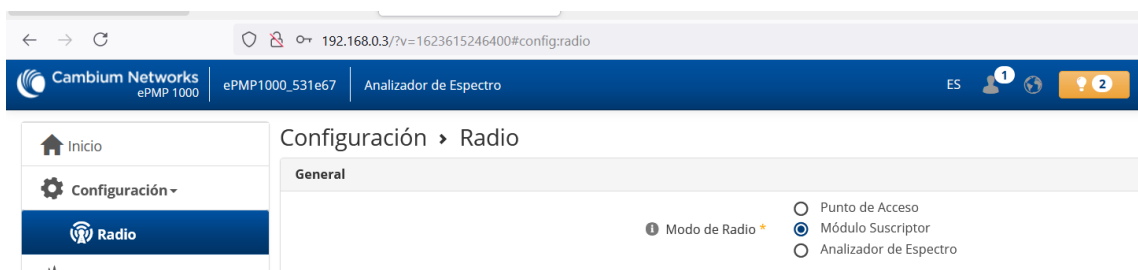 192.168.0.3/?v=1623615246400#config:radio
Cambium Networks
ePMP 1000
ePMP1000_531e67
Analizador de Espectro
ES
1
2
Inicio
Configuración
Radio
Configuración › Radio
General
Modo de Radio *
Punto de Acceso
Módulo Suscriptor
Analizador de Espectro